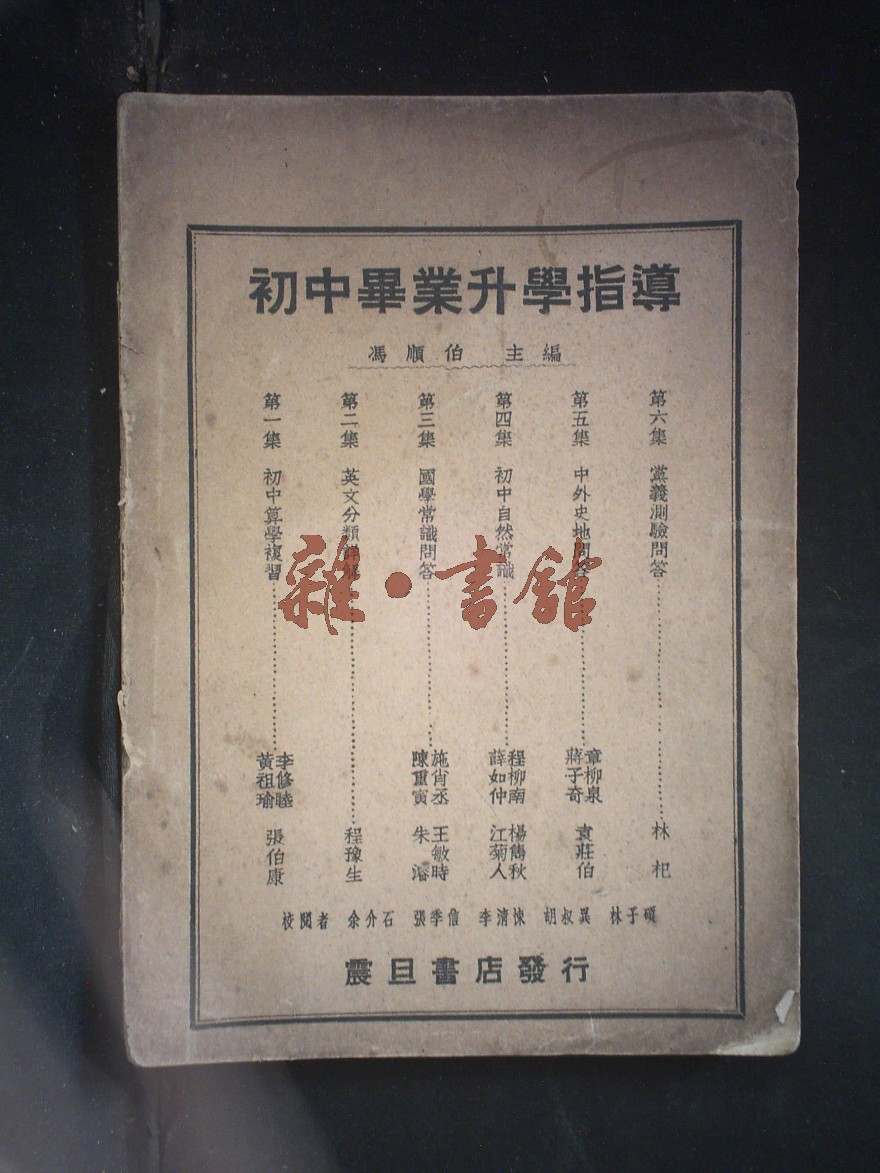 初中畢業升學指導
馮順伯 主編
第一集 初中算學複習 李修睦 黃祖瑜 張伯康
第二集 英文分類詳解 程豫生
第三集 國學常識問答 施肖丞 陳重寅 王敏時 朱濬
第四集 初中自然常識 程柳南 薛如仲 楊雋秋 江菊人
第五集 中外史地問答 章柳泉 蔣子奇 袁莊伯
第六集 黨義測驗問答 林杞
校閱者 余介石 張季信 李清悚 胡叔異 林子碩
震旦書店發行
雜·書館